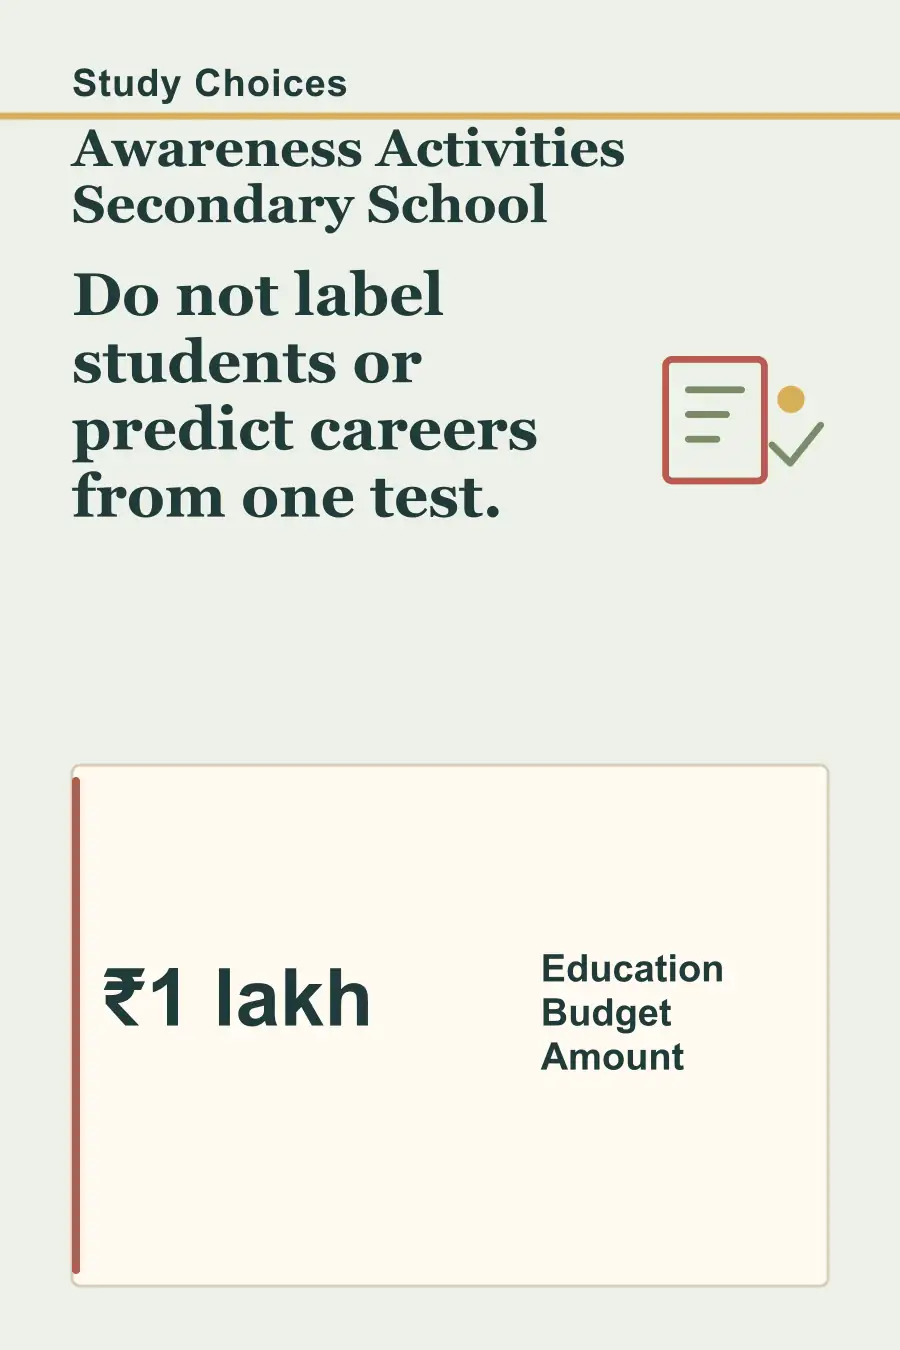 Study Choices
Awareness Activities
Secondary School
Do not label
students or
predict careers
from one test.
₹1 lakh
Education
Budget
Amount